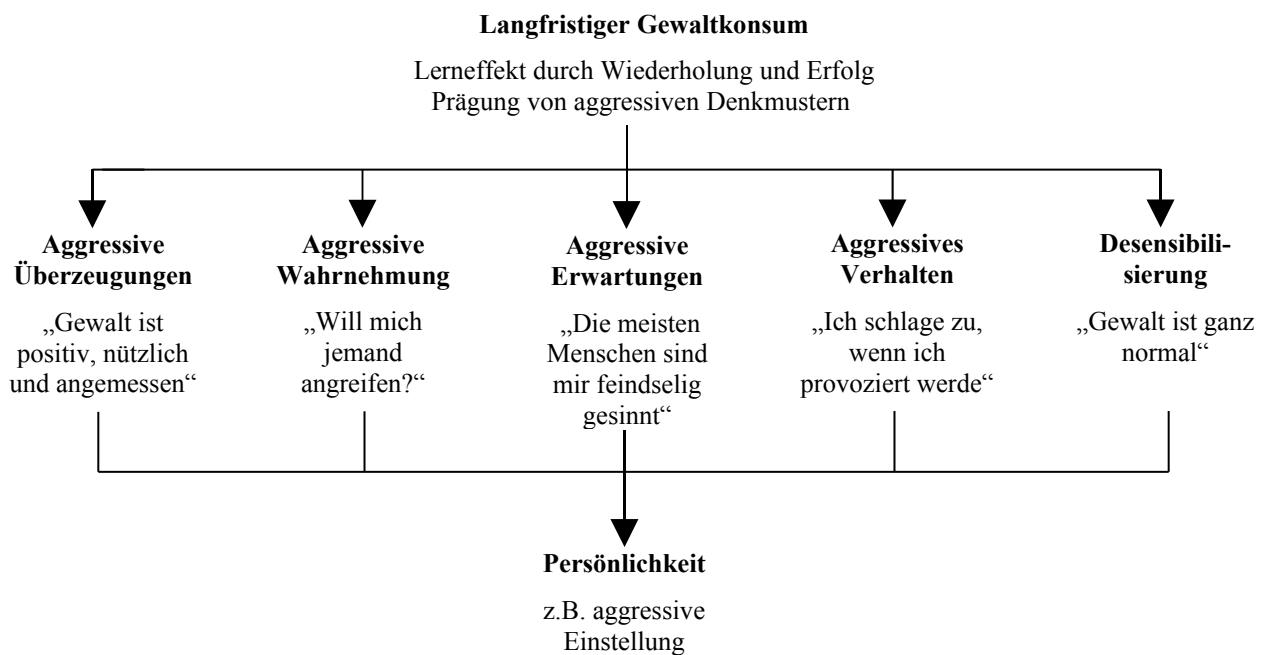 Langfristiger Gewaltkonsum
Lerneffekt durch Wiederholung und Erfolg
Prägung von aggressiven Denkmustern
Aggressive
Überzeugungen
„Gewalt ist
positiv, nützlich
und angemessen“
Aggressive
Wahrnehmung
„Will mich
jemand
angreifen?“
Aggressive
Erwartungen
„Die meisten
Menschen sind
mir feindselig
gesinnt“
Aggressives
Verhalten
„Ich schlage zu,
wenn ich
provoziert werde“
Desensibili-
sierung
„Gewalt ist ganz
normal“
Persönlichkeit
z.B. aggressive
Einstellung